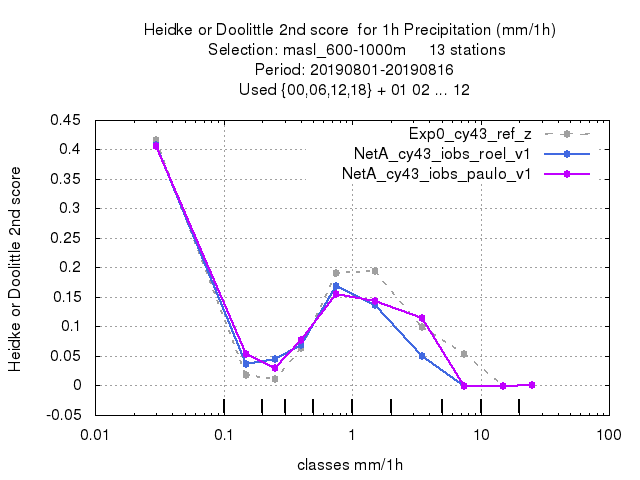 Heidke or Doolittle 2nd score  for 1h Precipitation (mm/1h)
Selection: masl_600-1000m     13 stations
Period: 20190801-20190816
Used {00,06,12,18} + 01 02 ... 12
Exp0_cy43_ref_z
NetA_cy43_iobs_roel_v1
NetA_cy43_iobs_paulo_v1
Heidke or Doolittle 2nd score
0.45
0.4
0.35
0.3
0.25
0.2
0.15
0.1
0.05
0
-0.05
0.01 0.1 1 10 100
classes mm/1h